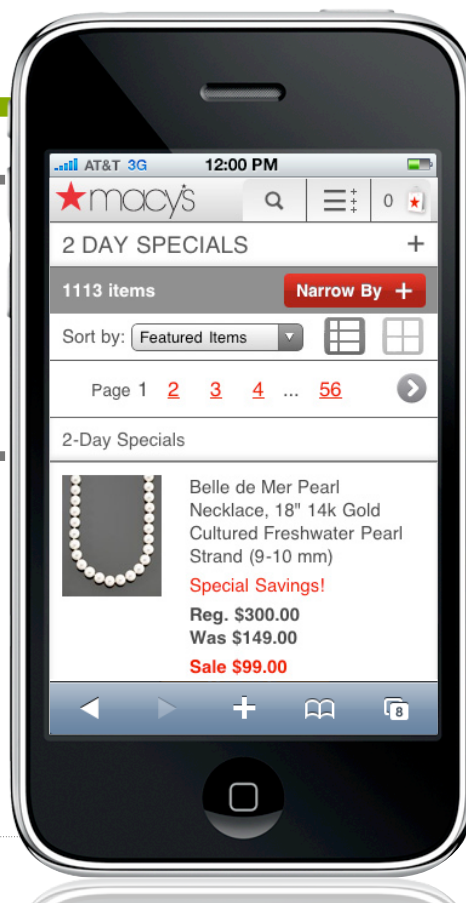 AT&T 3G 12:00 PM
macy's 0
2 DAY SPECIALS +
1113 items Narrow By +
Sort by: Featured Items
Page 1 2 3 4 ... 56
2-Day Specials
Belle de Mer Pearl
Necklace, 18" 14k Gold
Cultured Freshwater Pearl
Strand (9-10 mm)
Special Savings!
Reg. $300.00
Was $149.00
Sale $99.00
8